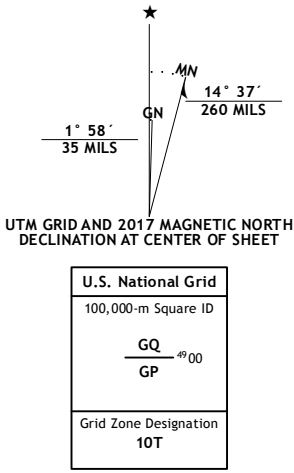 ★
MN
GN
14° 37´
260 MILS
1° 58´
35 MILS
UTM GRID AND 2017 MAGNETIC NORTH
DECLINATION AT CENTER OF SHEET
U.S. National Grid
100,000-m Square ID
GQ
⁴⁹00
GP
Grid Zone Designation
10T